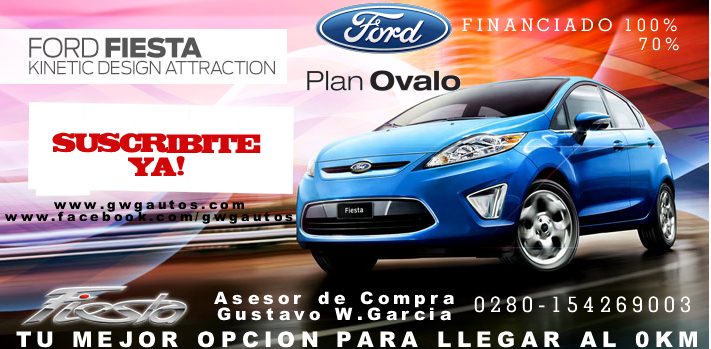 FORD FIESTA
KINETIC DESIGN ATTRACTION
Ford
FINANCIADO 100%
70%
Plan Ovalo
SUSCRIBITE
YA!
www.gwgautos.com
www.facebook.com/gwgautos
Ford
Fiesta
Fiesta
Asesor de Compra
Gustavo W.Garcia
0280-154269003
TU MEJOR OPCION PARA LLEGAR AL 0KM